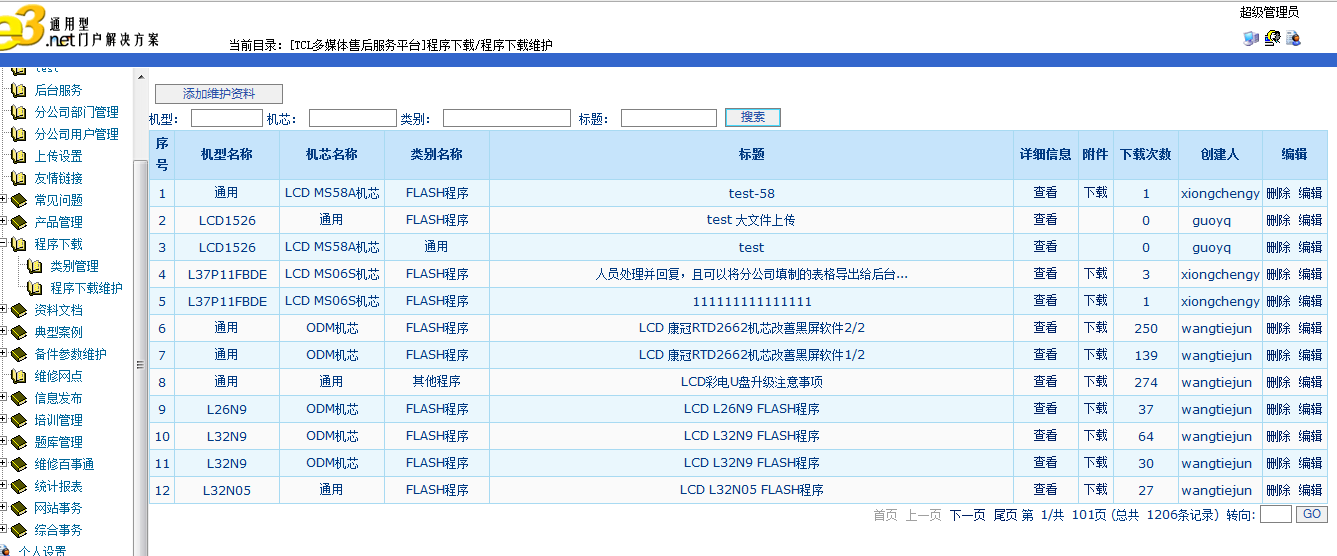 e3 通用型
.net门户解决方案
超级管理员
当前目录：[TCL多媒体售后服务平台]程序下载/程序下载维护
test
后台服务
分公司部门管理
分公司用户管理
上传设置
友情链接
常见问题
产品管理
程序下载
类别管理
程序下载维护
资料文档
典型案例
备件参数维护
维修网点
信息发布
培训管理
题库管理
维修百事通
统计报表
网站事务
综合事务
个人设置
添加维护资料
机型： 机芯： 类别： 标题： 搜索
序号 机型名称 机芯名称 类别名称 标题 详细信息 附件 下载次数 创建人 编辑
1 通用 LCD MS58A机芯 FLASH程序 test-58 查看 下载 1 xiongchengy 删除 编辑
2 LCD1526 通用 FLASH程序 test 大文件上传 查看 0 guoyq 删除 编辑
3 LCD1526 LCD MS58A机芯 通用 test 查看 0 guoyq 删除 编辑
4 L37P11FBDE LCD MS06S机芯 FLASH程序 人员处理并回复，且可以将分公司填制的表格导出给后台... 查看 下载 3 xiongchengy 删除 编辑
5 L37P11FBDE LCD MS06S机芯 FLASH程序 111111111111111 查看 下载 1 xiongchengy 删除 编辑
6 通用 ODM机芯 FLASH程序 LCD 康冠RTD2662机芯改善黑屏软件2/2 查看 下载 250 wangtiejun 删除 编辑
7 通用 ODM机芯 FLASH程序 LCD 康冠RTD2662机芯改善黑屏软件1/2 查看 下载 139 wangtiejun 删除 编辑
8 通用 通用 其他程序 LCD彩电U盘升级注意事项 查看 下载 274 wangtiejun 删除 编辑
9 L26N9 ODM机芯 FLASH程序 LCD L26N9 FLASH程序 查看 下载 37 wangtiejun 删除 编辑
10 L32N9 ODM机芯 FLASH程序 LCD L32N9 FLASH程序 查看 下载 64 wangtiejun 删除 编辑
11 L32N9 ODM机芯 FLASH程序 LCD L32N9 FLASH程序 查看 下载 30 wangtiejun 删除 编辑
12 L32N05 通用 FLASH程序 LCD L32N05 FLASH程序 查看 下载 27 wangtiejun 删除 编辑
首页 上一页 下一页 尾页 第 1/共 101页 (总共 1206条记录) 转向: GO